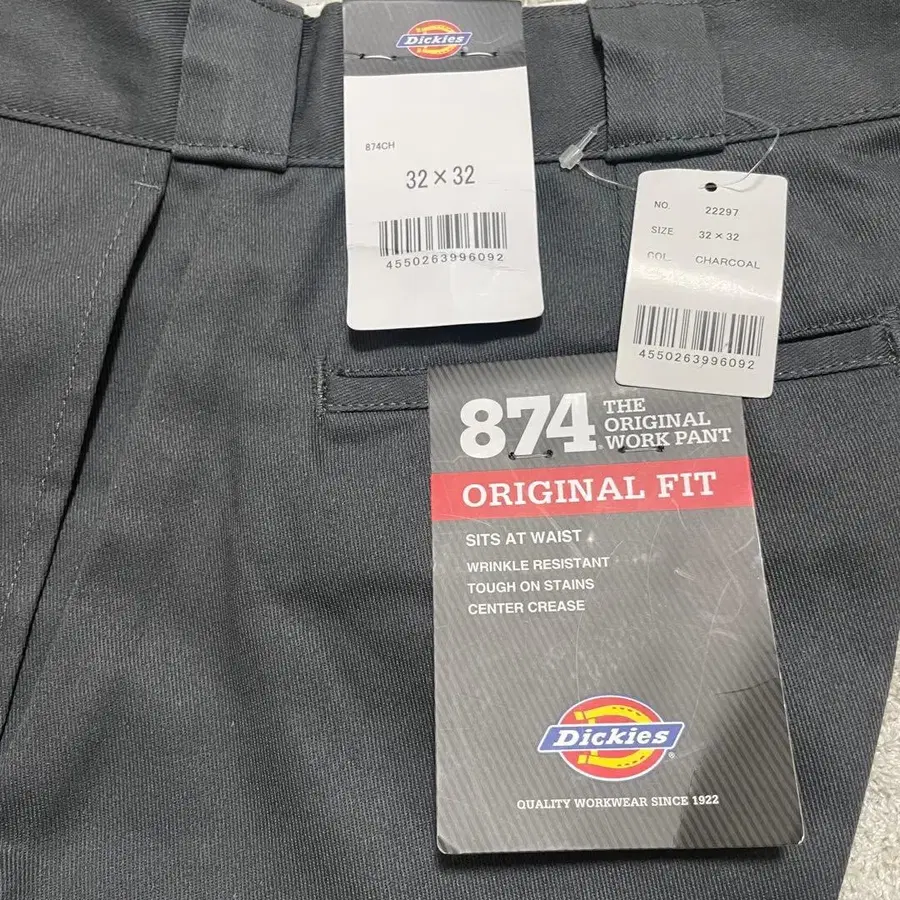 Dickies
874CH
32 × 32
4550263996092
NO. 22297
SIZE 32 × 32
COL. CHARCOAL
4550263996092
874 THE
ORIGINAL
WORK PANT
ORIGINAL FIT
SITS AT WAIST
WRINKLE RESISTANT
TOUGH ON STAINS
CENTER CREASE
Dickies®
QUALITY WORKWEAR SINCE 1922